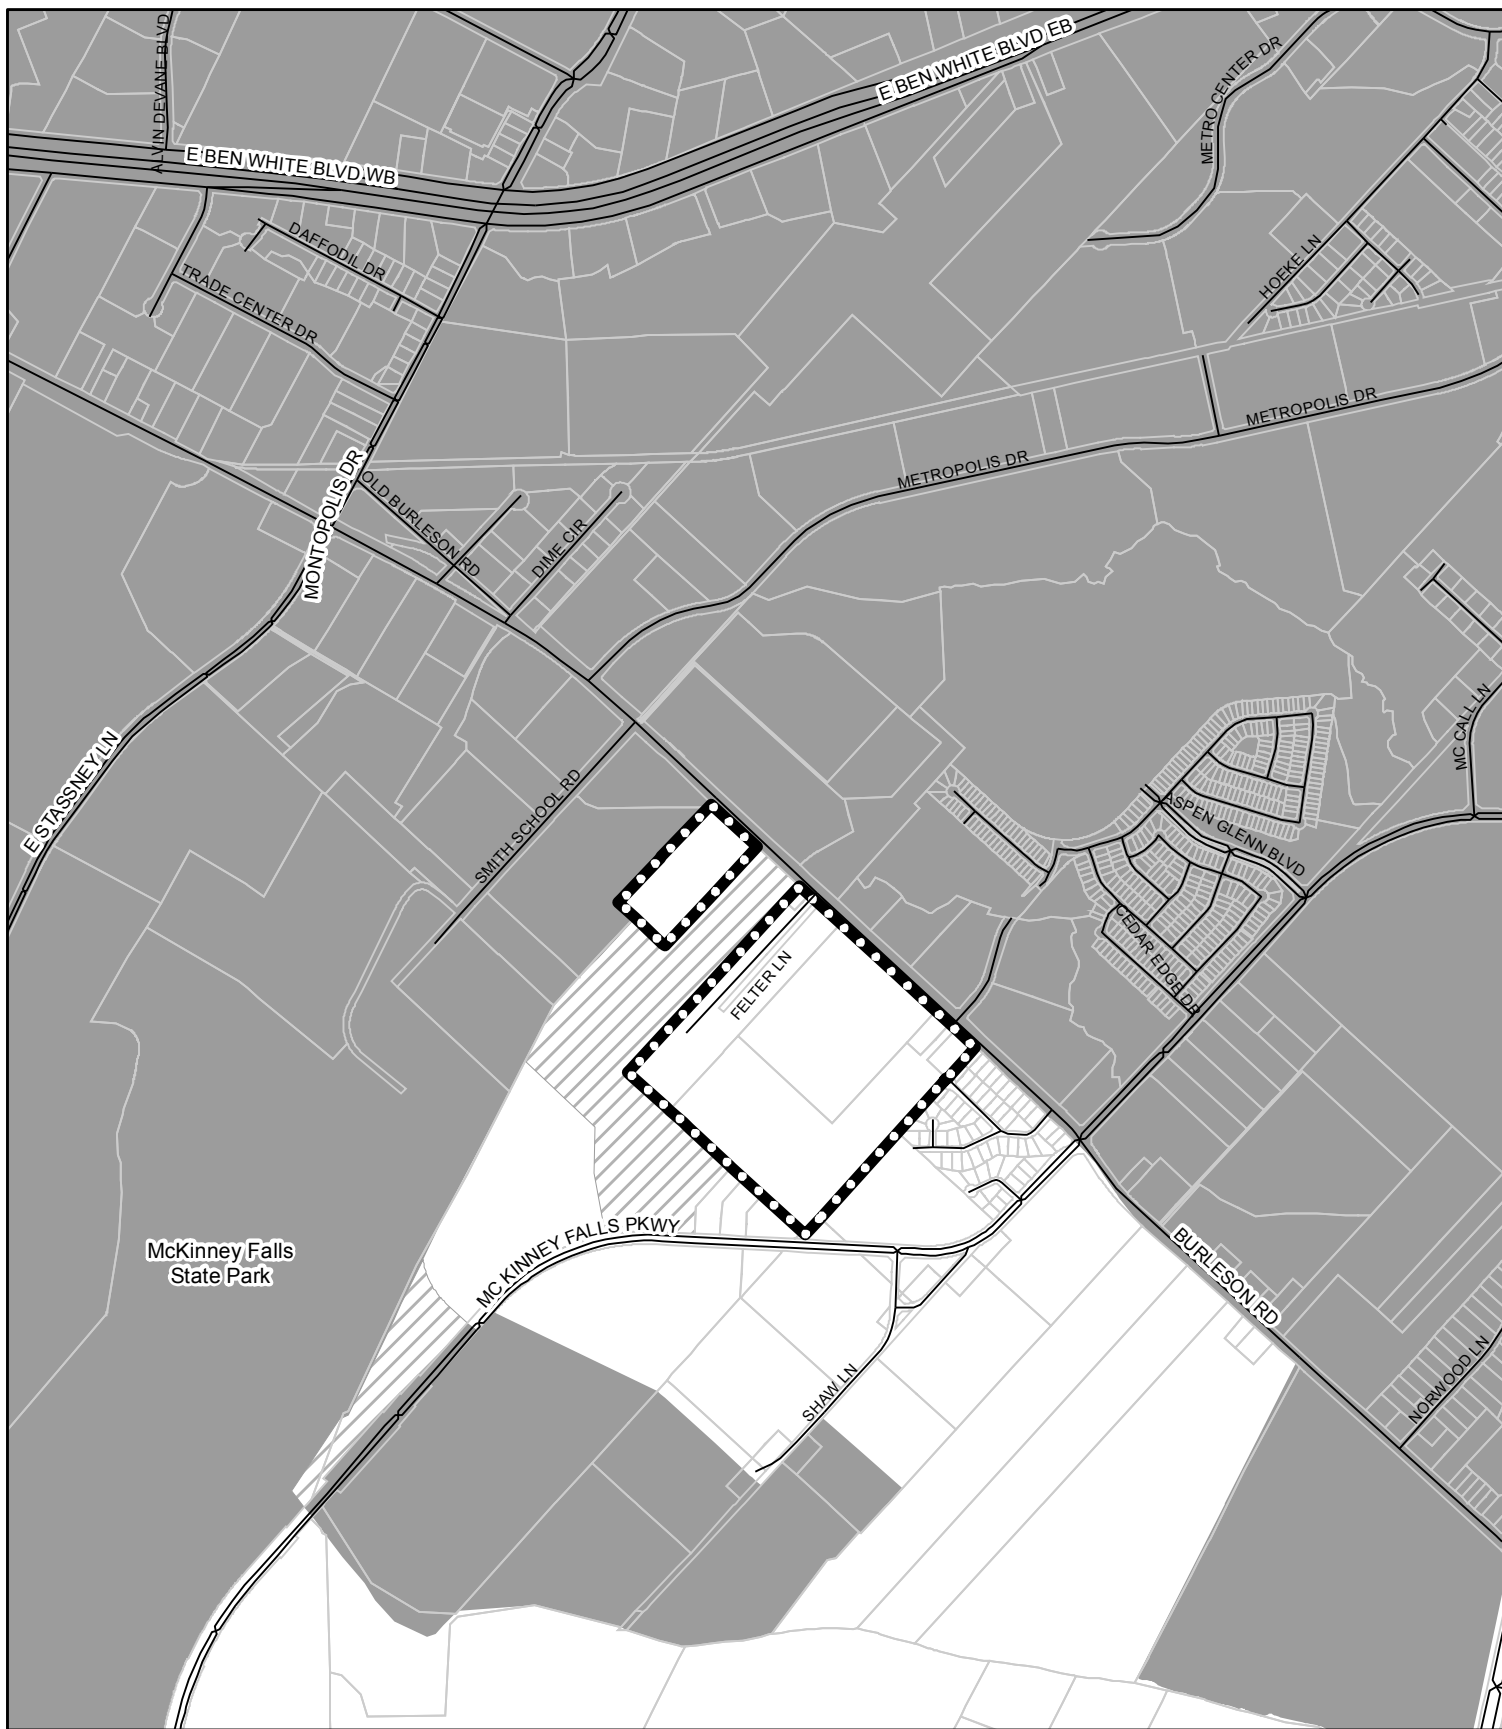 ALVIN DEVANE BLVD
E BEN WHITE BLVD EB
METRO CENTER DR
E BEN WHITE BLVD WB
DAFFODIL DR
HOEKE LN
TRADE CENTER DR
METROPOLIS DR
METROPOLIS DR
OLD BURLESON RD
MONTOPOLIS DR
DIME CIR
MC CALL LN
E STASSNEY LN
SMITH SCHOOL RD
ASPEN GLENN BLVD
CEDAR EDGE DR
FELTER LN
MC KINNEY FALLS PKWY
McKinney Falls
State Park
BURLESON RD
SHAW LN
NORWOOD LN